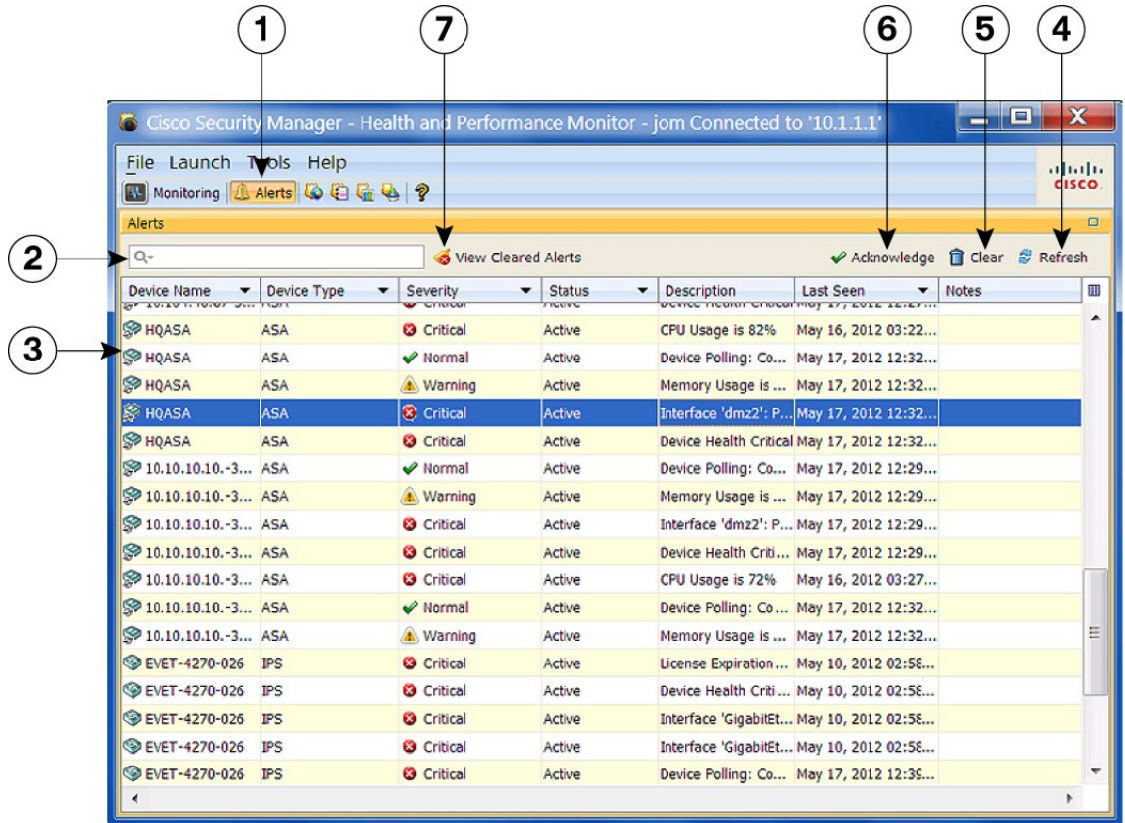 1 7 6 5 4
Cisco Security Manager - Health and Performance Monitor - jom Connected to '10.1.1.1'
File Launch Tools Help
CISCO
Monitoring Alerts
Alerts
2
View Cleared Alerts Acknowledge Clear Refresh
Device Name Device Type Severity Status Description Last Seen Notes
HQASA ASA Critical Active CPU Usage is 82% May 16, 2012 03:22...
3
HQASA ASA Normal Active Device Polling: Co... May 17, 2012 12:32...
HQASA ASA Warning Active Memory Usage is ... May 17, 2012 12:32...
HQASA ASA Critical Active Interface 'dmz2': P... May 17, 2012 12:32...
HQASA ASA Critical Active Device Health Critical May 17, 2012 12:32...
10.10.10.10.-3... ASA Normal Active Device Polling: Co... May 17, 2012 12:29...
10.10.10.10.-3... ASA Warning Active Memory Usage is ... May 17, 2012 12:29...
10.10.10.10.-3... ASA Critical Active Interface 'dmz2': P... May 17, 2012 12:29...
10.10.10.10.-3... ASA Critical Active Device Health Criti... May 17, 2012 12:29...
10.10.10.10.-3... ASA Critical Active CPU Usage is 72% May 16, 2012 03:27...
10.10.10.10.-3... ASA Normal Active Device Polling: Co... May 17, 2012 12:32...
10.10.10.10.-3... ASA Warning Active Memory Usage is ... May 17, 2012 12:32...
EVET-4270-026 IPS Critical Active License Expiration... May 10, 2012 02:58...
EVET-4270-026 IPS Critical Active Device Health Criti... May 10, 2012 02:58...
EVET-4270-026 IPS Critical Active Interface 'GigabitEt... May 10, 2012 02:58...
EVET-4270-026 IPS Critical Active Interface 'GigabitEt... May 10, 2012 02:58...
EVET-4270-026 IPS Critical Active Device Polling: Co... May 17, 2012 12:39...